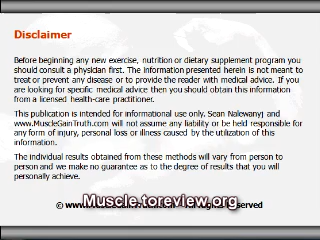 Disclaimer
Before beginning any new exercise, nutrition or dietary supplement program you
should consult a physician first. The information presented herein is not meant to
treat or prevent any disease or to provide the reader with medical advice. If you
are looking for specific medical advice then you should obtain this information
from a licensed health-care practitioner.
This publication is intended for informational use only. Sean Nalewanyj and
www.MuscleGainTruth.com will not assume any liability or be held responsible for
any form of injury, personal loss or illness caused by the utilization of this
information.
The individual results obtained from these methods will vary from person to
person and we make no guarantee as to the degree of results that you will
personally achieve.
Muscle.toreview.org